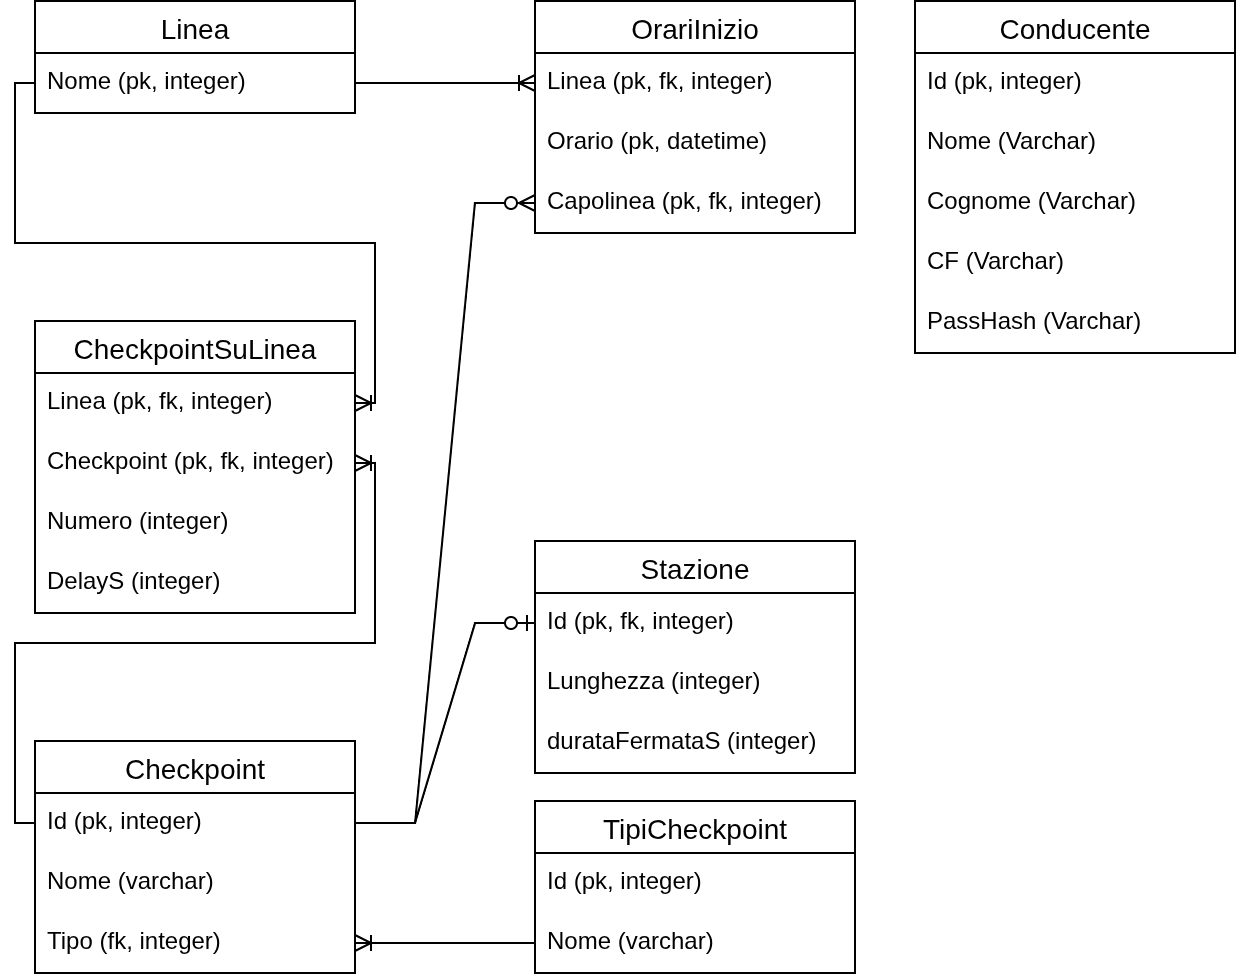 Linea
Nome (pk, integer)
OrariInizio
Linea (pk, fk, integer)
Orario (pk, datetime)
Capolinea (pk, fk, integer)
Conducente
Id (pk, integer)
Nome (Varchar)
Cognome (Varchar)
CF (Varchar)
PassHash (Varchar)
CheckpointSuLinea
Linea (pk, fk, integer)
Checkpoint (pk, fk, integer)
Numero (integer)
DelayS (integer)
Stazione
Id (pk, fk, integer)
Lunghezza (integer)
durataFermataS (integer)
Checkpoint
Id (pk, integer)
Nome (varchar)
Tipo (fk, integer)
TipiCheckpoint
Id (pk, integer)
Nome (varchar)